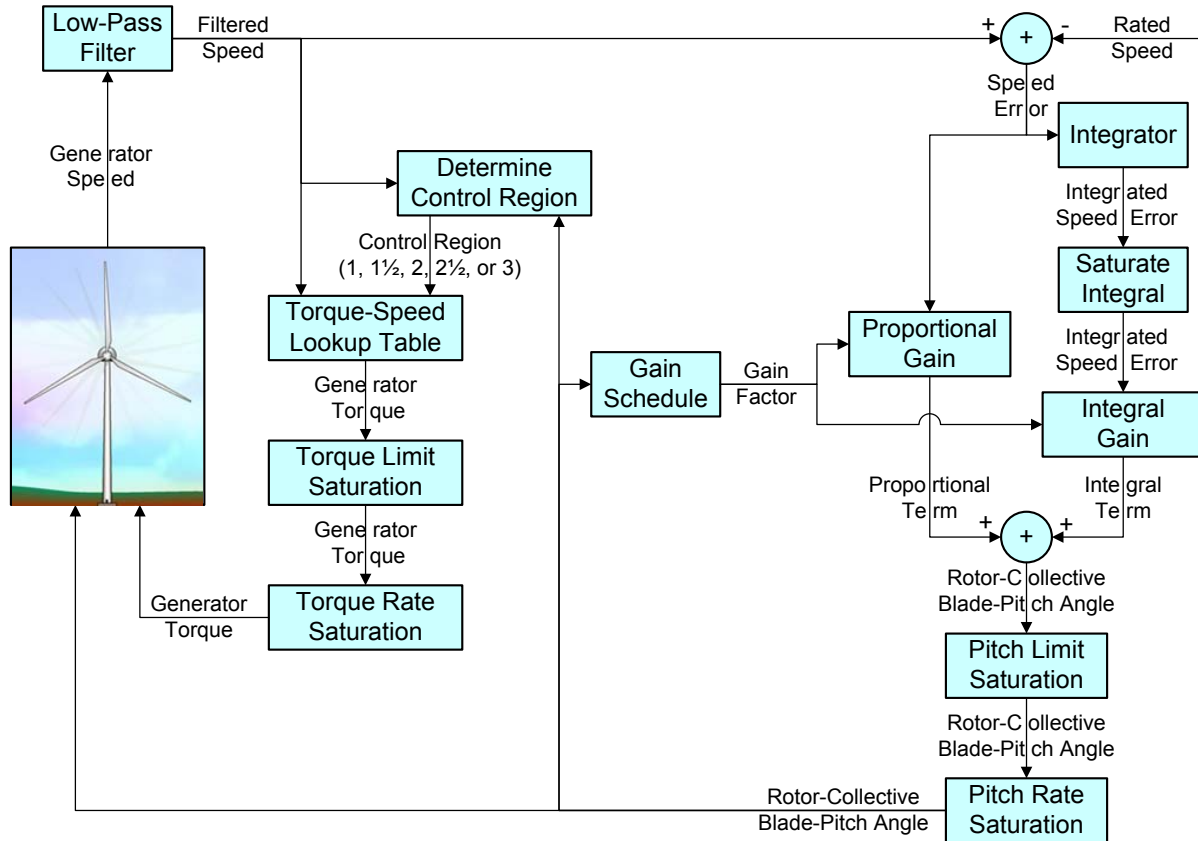 Low-Pass
Filter
Filtered
Speed
+
+
-
Rated
Speed
Speed
Error
Integrator
Generator
Speed
Determine
Control Region
Integrated
Speed Error
Control Region
(1, 1½, 2, 2½, or 3)
Saturate
Integral
Torque-Speed
Lookup Table
Proportional
Gain
Integrated
Speed Error
Gain
Schedule
Gain
Factor
Generator
Torque
Integral
Gain
Torque Limit
Saturation
Proportional
Term
Integral
Term
+
+
+
Generator
Torque
Rotor-Collective
Blade-Pitch Angle
Torque Rate
Saturation
Generator
Torque
Pitch Limit
Saturation
Rotor-Collective
Blade-Pitch Angle
Pitch Rate
Saturation
Rotor-Collective
Blade-Pitch Angle